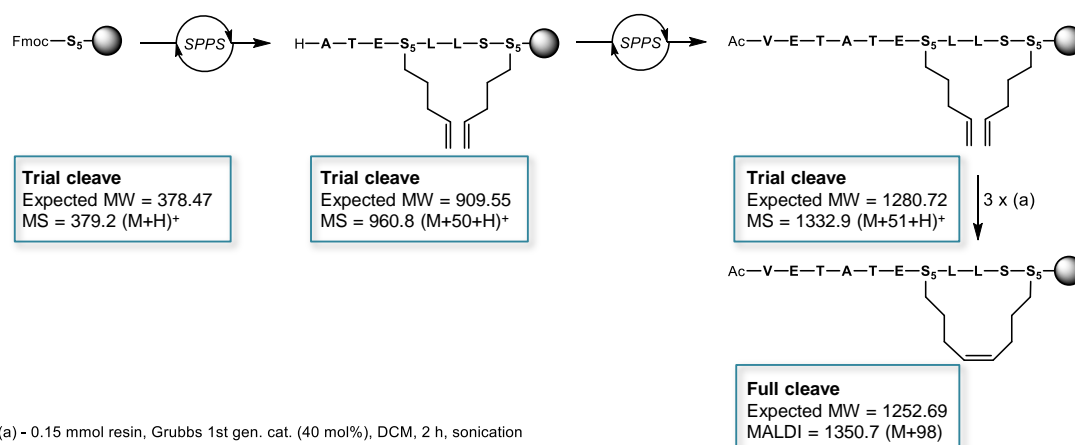 Fmoc—S5
SPPS
H—A—T—E—S5—L—L—S—S5
SPPS
Ac—V—E—T—A—T—E—S5—L—L—S—S5
Trial cleave
Expected MW = 378.47
MS = 379.2 (M+H)+
Trial cleave
Expected MW = 909.55
MS = 960.8 (M+50+H)+
Trial cleave
Expected MW = 1280.72
MS = 1332.9 (M+51+H)+
3 x (a)
Ac—V—E—T—A—T—E—S5—L—L—S—S5
Full cleave
Expected MW = 1252.69
MALDI = 1350.7 (M+98)
(a) - 0.15 mmol resin, Grubbs 1st gen. cat. (40 mol%), DCM, 2 h, sonication